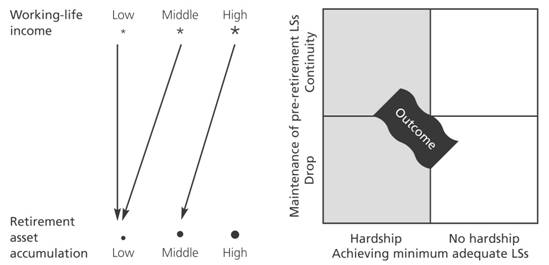 Working-life
income
Low Middle High
* * *
Retirement
asset
accumulation
Low Middle High
Maintenance of pre-retirement LSs
Drop Continuity
Outcome
Hardship No hardship
Achieving minimum adequate LSs